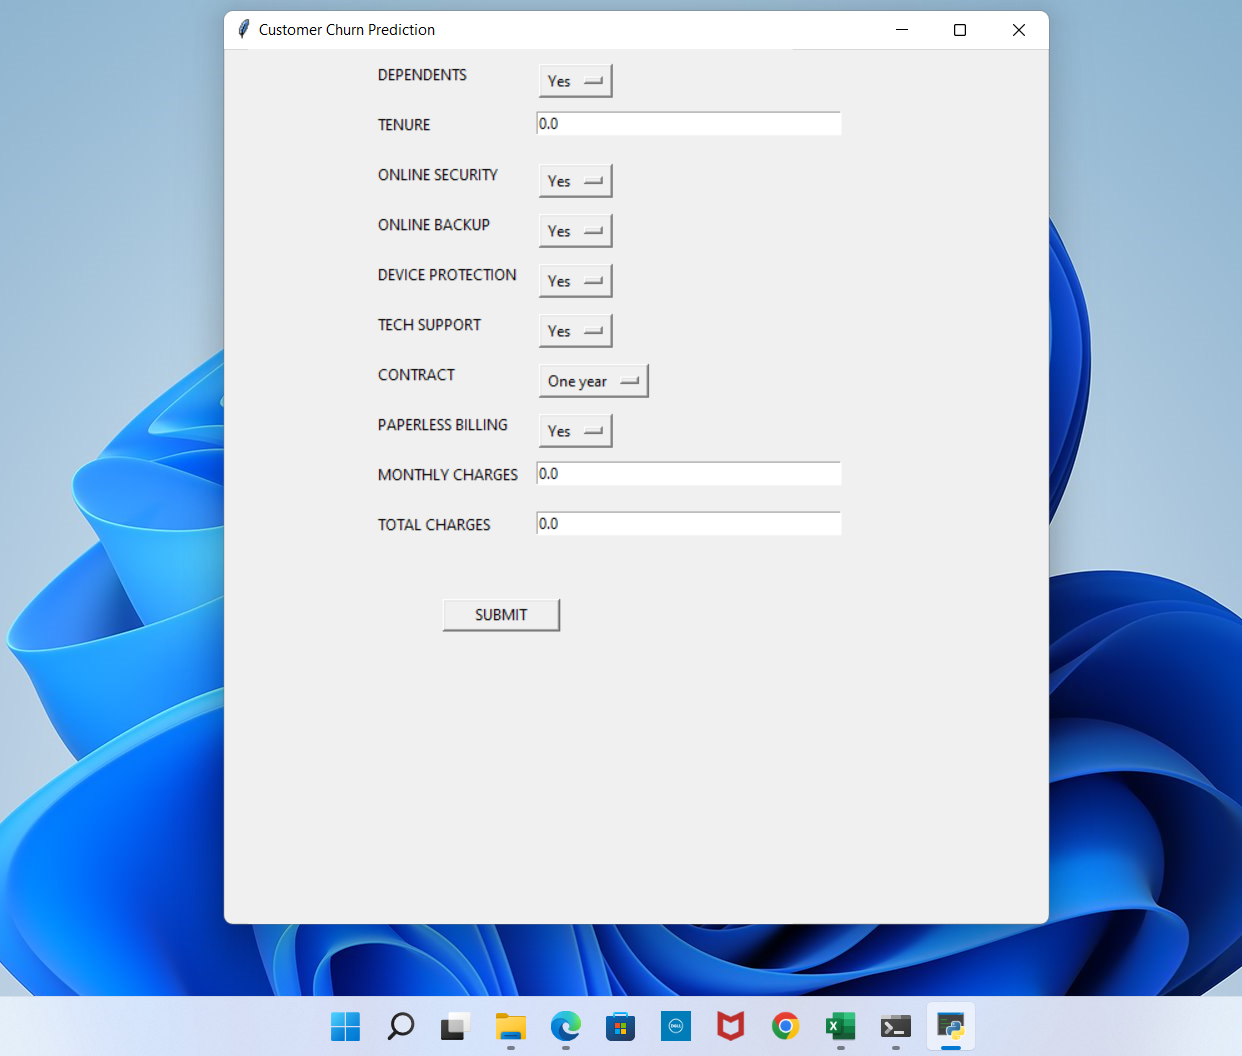 Customer Churn Prediction
DEPENDENTS Yes
TENURE 0.0
ONLINE SECURITY Yes
ONLINE BACKUP Yes
DEVICE PROTECTION Yes
TECH SUPPORT Yes
CONTRACT One year
PAPERLESS BILLING Yes
MONTHLY CHARGES 0.0
TOTAL CHARGES 0.0
SUBMIT
DELL